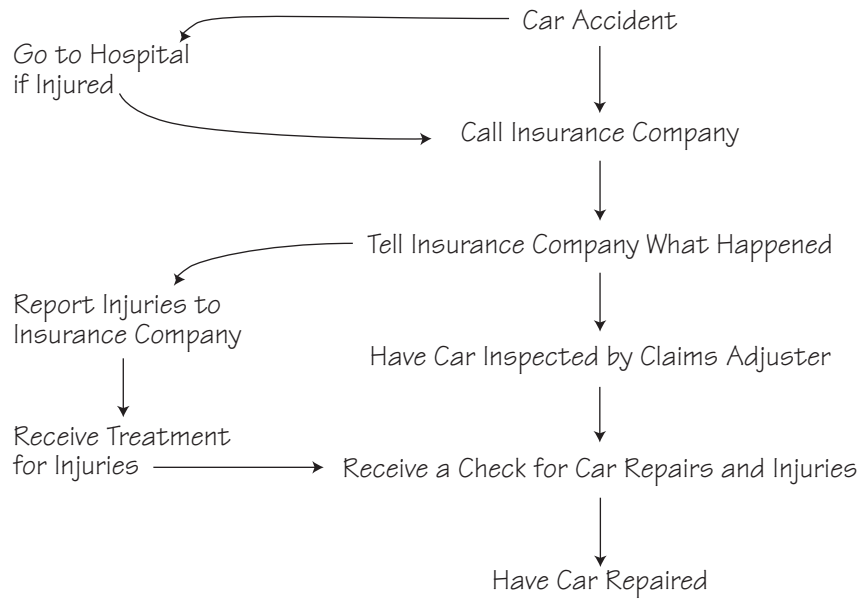 Car Accident
Go to Hospital
if Injured
Call Insurance Company
Tell Insurance Company What Happened
Report Injuries to
Insurance Company
Have Car Inspected by Claims Adjuster
Receive Treatment
for Injuries
Receive a Check for Car Repairs and Injuries
Have Car Repaired